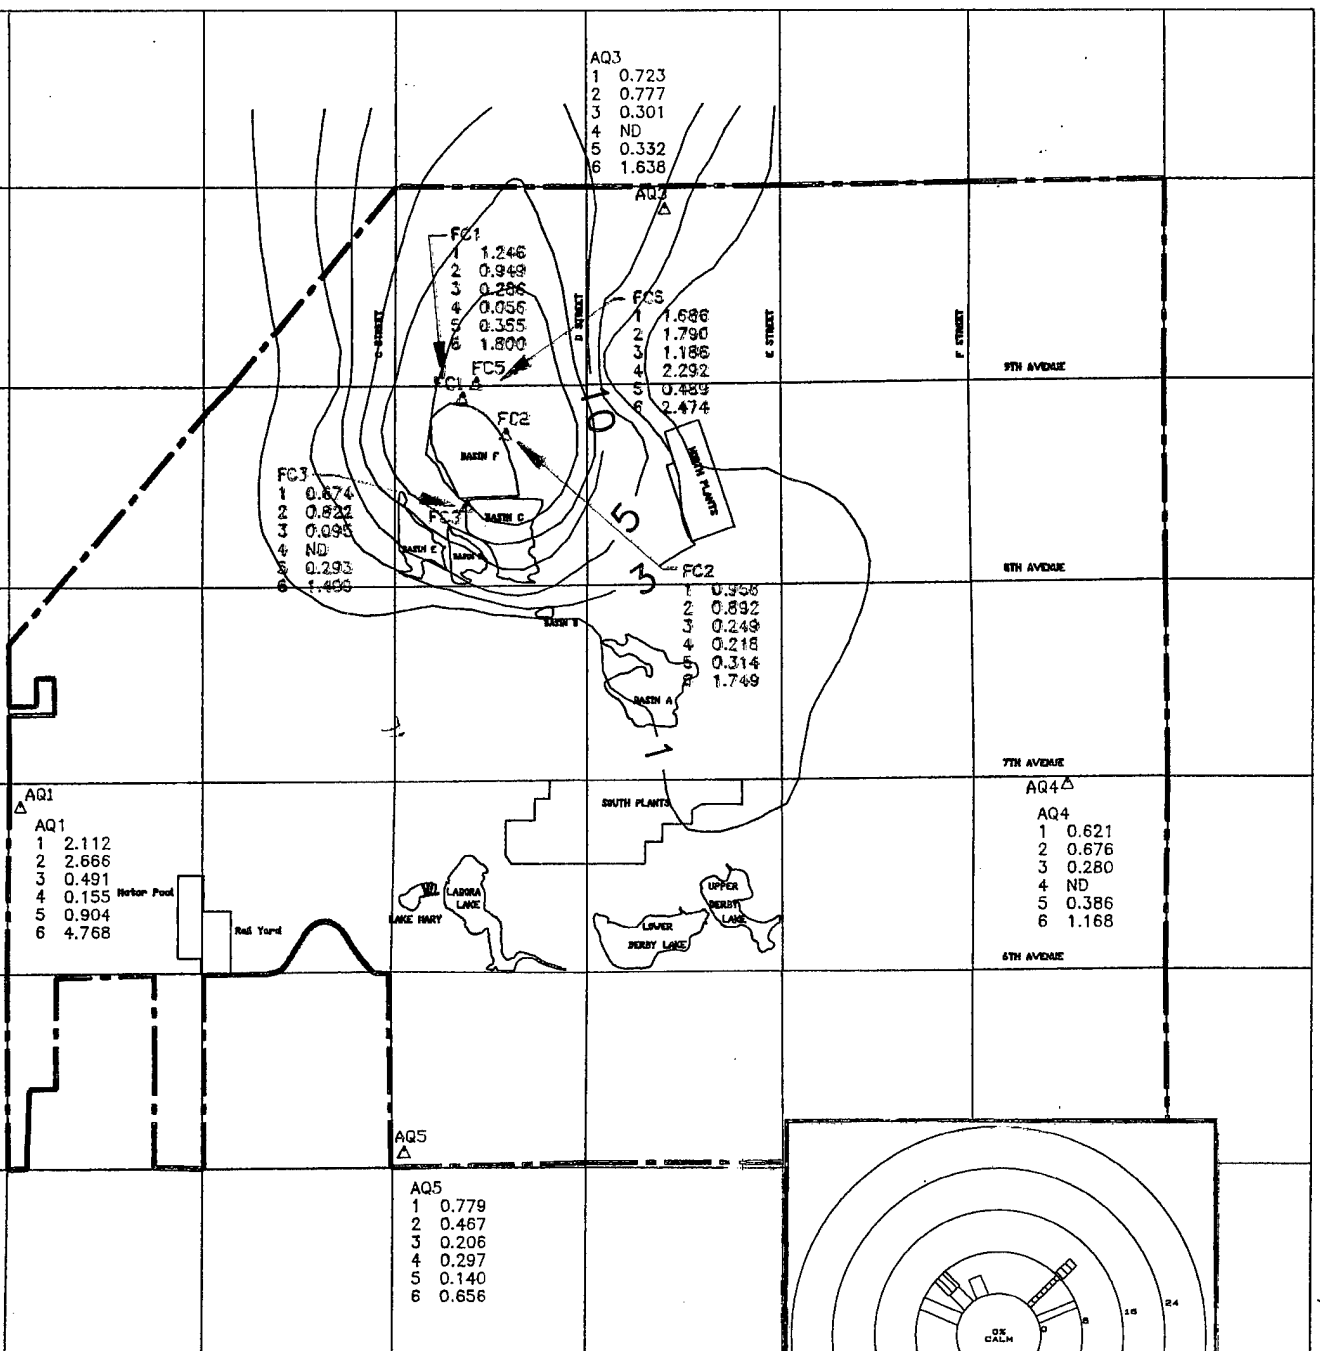 AQ3
1 0.723
2 0.777
3 0.301
4 ND
5 0.332
6 1.638
AQ3
FC1
1 1.246
2 0.949
3 0.286
4 0.056
5 0.355
6 1.800
C STREET
D STREET
E STREET
F STREET
1 1.686
2 1.790
3 1.186
4 2.292
5 0.489
6 2.474
9TH AVENUE
FC5
FC1
FC2
10
BASIN F
NORTH PLANTS
FC3
1 0.674
2 0.822
3 0.095
4 ND
5 0.293
6 1.400
FC3
BASIN C
BASIN E
5
3
8TH AVENUE
FC2
1 0.956
2 0.892
3 0.249
4 0.218
5 0.314
6 1.749
BASIN B
BASIN A
1
7TH AVENUE
AQ4
AQ4
1 0.621
2 0.676
3 0.280
4 ND
5 0.386
6 1.168
AQ1
AQ1
1 2.112
2 2.666
3 0.491
4 0.155
5 0.904
6 4.768
SOUTH PLANTS
Motor Pool
Rail Yard
LAKE MARY
LADORA
LAKE
UPPER
DERBY
LAKE
LOWER
DERBY LAKE
6TH AVENUE
AQ5
AQ5
1 0.779
2 0.467
3 0.206
4 0.297
5 0.140
6 0.656
0%
CALM
0
8
16
24